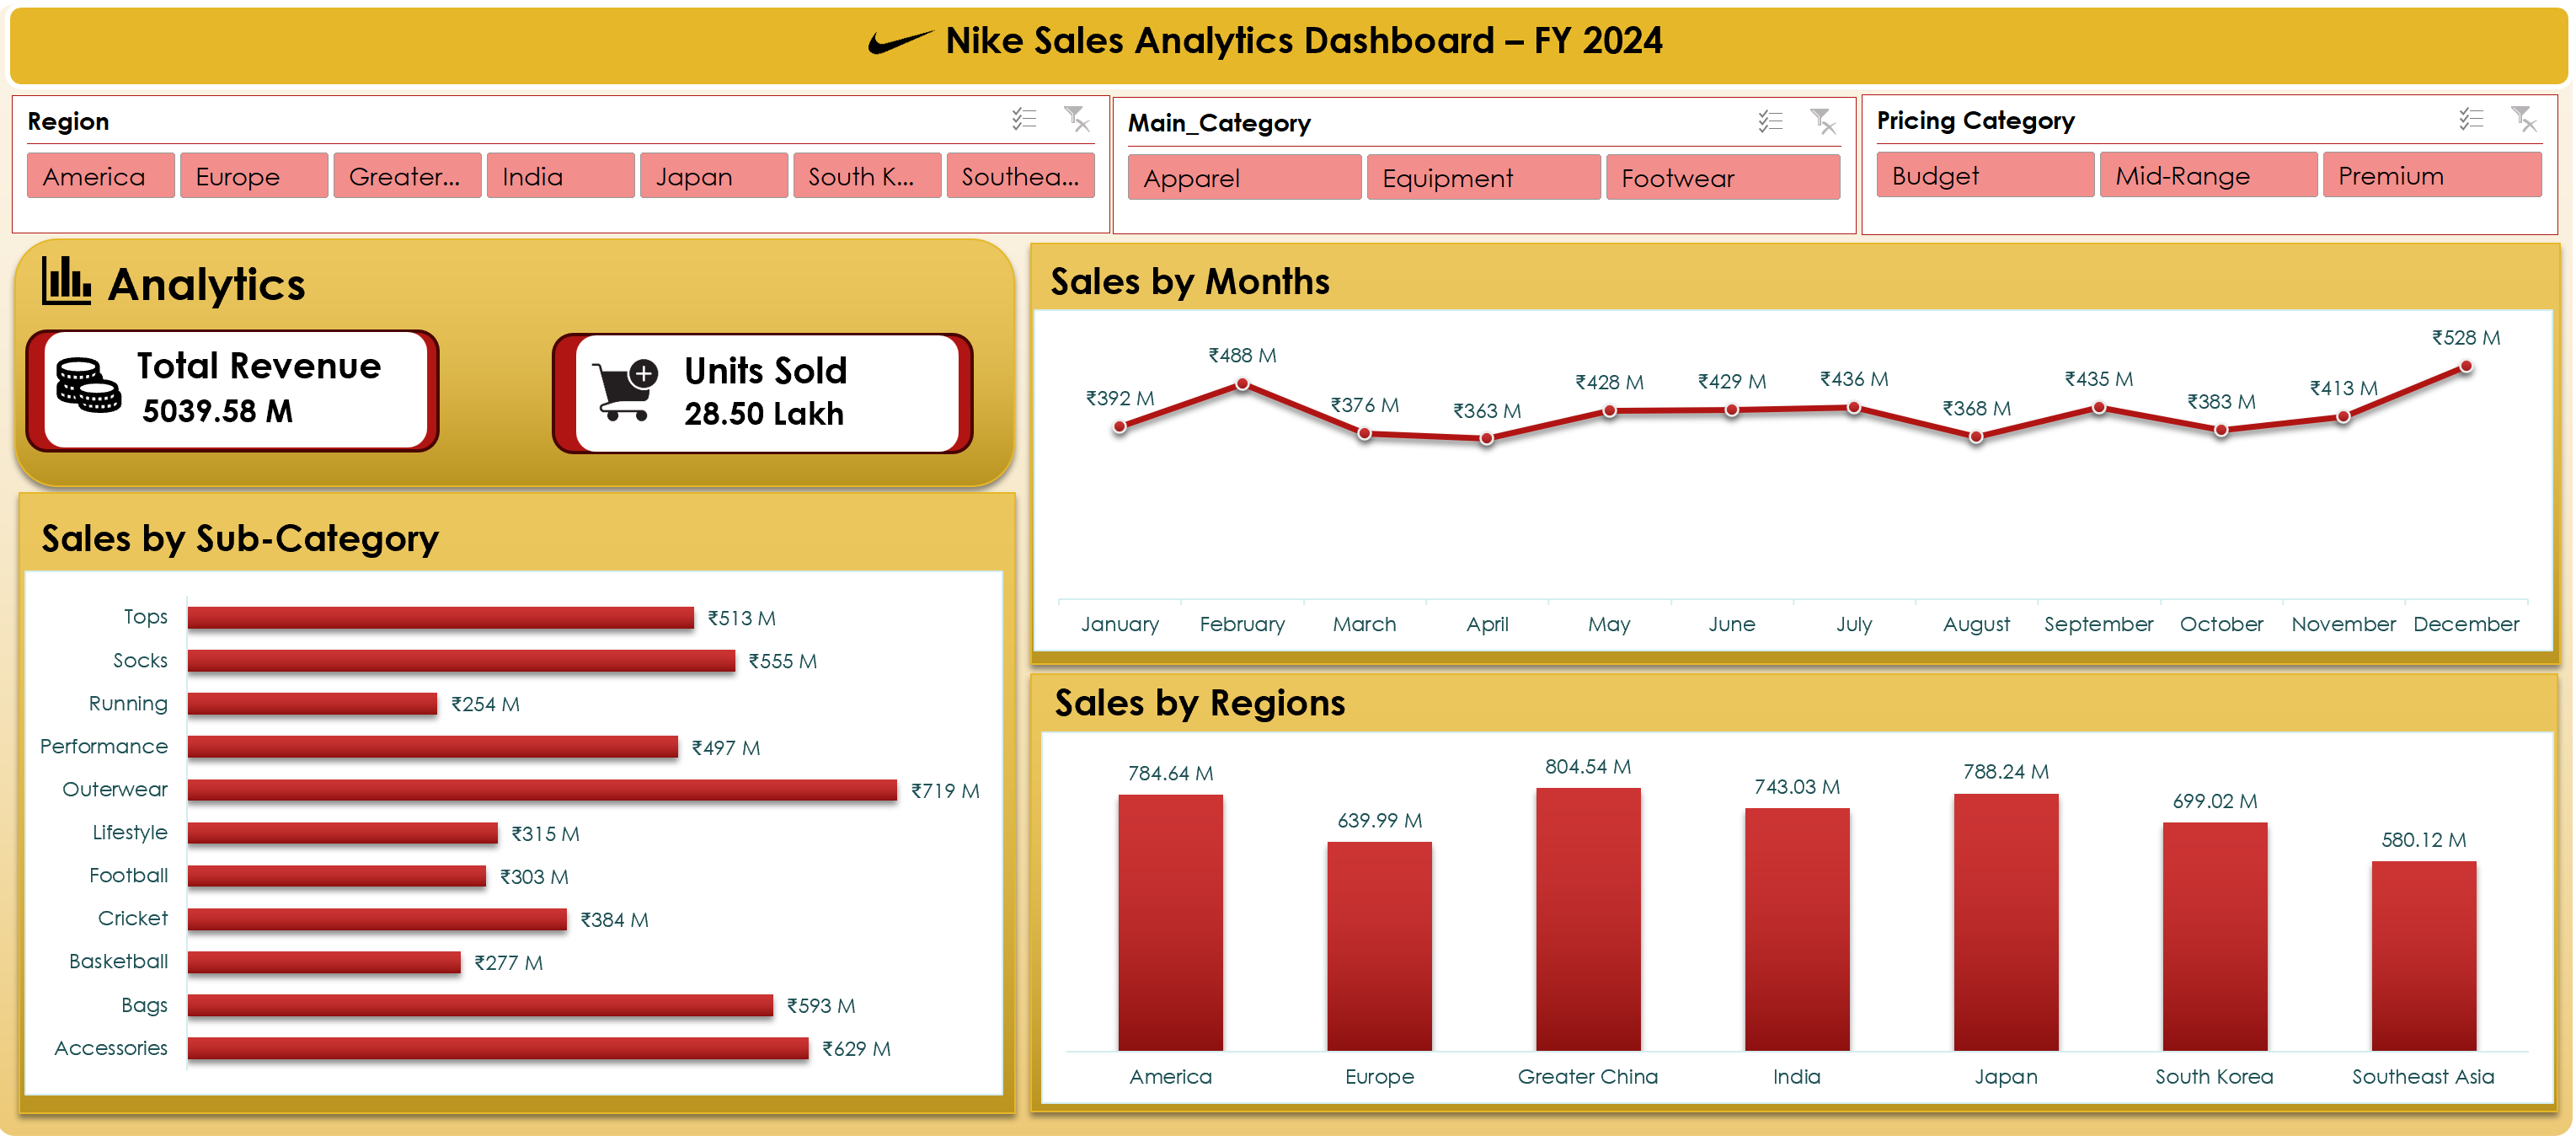 Nike Sales Analytics Dashboard – FY 2024
Region
America Europe Greater... India Japan South K... Southea...
Main_Category
Apparel Equipment Footwear
Pricing Category
Budget Mid-Range Premium
Analytics
Total Revenue
5039.58 M
Units Sold
28.50 Lakh
Sales by Sub-Category
Tops ₹513 M
Socks ₹555 M
Running ₹254 M
Performance ₹497 M
Outerwear ₹719 M
Lifestyle ₹315 M
Football ₹303 M
Cricket ₹384 M
Basketball ₹277 M
Bags ₹593 M
Accessories ₹629 M
Sales by Months
₹392 M ₹488 M ₹376 M ₹363 M ₹428 M ₹429 M ₹436 M ₹368 M ₹435 M ₹383 M ₹413 M ₹528 M
January February March April May June July August September October November December
Sales by Regions
784.64 M 639.99 M 804.54 M 743.03 M 788.24 M 699.02 M 580.12 M
America Europe Greater China India Japan South Korea Southeast Asia